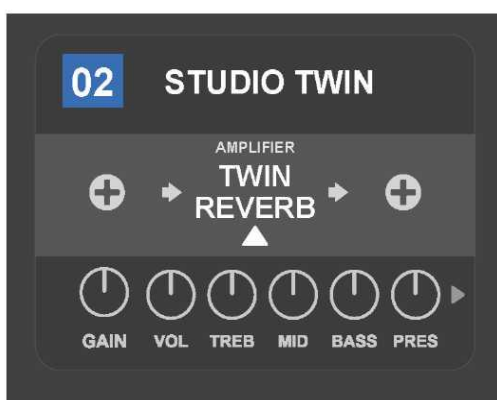 02 STUDIO TWIN
AMPLIFIER
TWIN
REVERB
GAIN VOL TREB MID BASS PRES